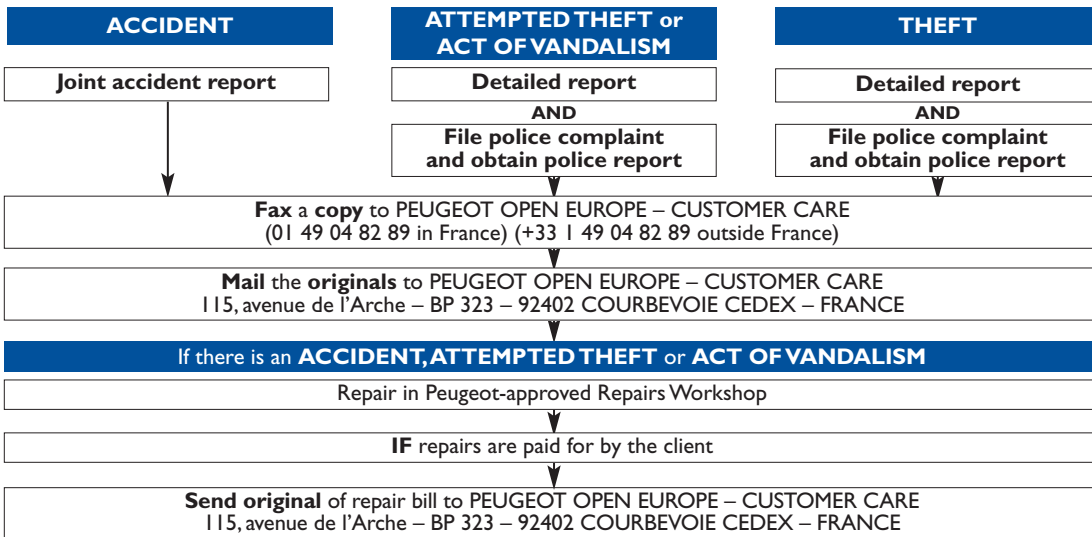 ACCIDENT
ATTEMPTED THEFT or
ACT OF VANDALISM
THEFT
Joint accident report
Detailed report
AND
File police complaint
and obtain police report
Detailed report
AND
File police complaint
and obtain police report
Fax a copy to PEUGEOT OPEN EUROPE – CUSTOMER CARE
(01 49 04 82 89 in France) (+33 1 49 04 82 89 outside France)
Mail the originals to PEUGEOT OPEN EUROPE – CUSTOMER CARE
115, avenue de l’Arche – BP 323 – 92402 COURBEVOIE CEDEX – FRANCE
If there is an ACCIDENT, ATTEMPTED THEFT or ACT OF VANDALISM
Repair in Peugeot-approved Repairs Workshop
IF repairs are paid for by the client
Send original of repair bill to PEUGEOT OPEN EUROPE – CUSTOMER CARE
115, avenue de l’Arche – BP 323 – 92402 COURBEVOIE CEDEX – FRANCE